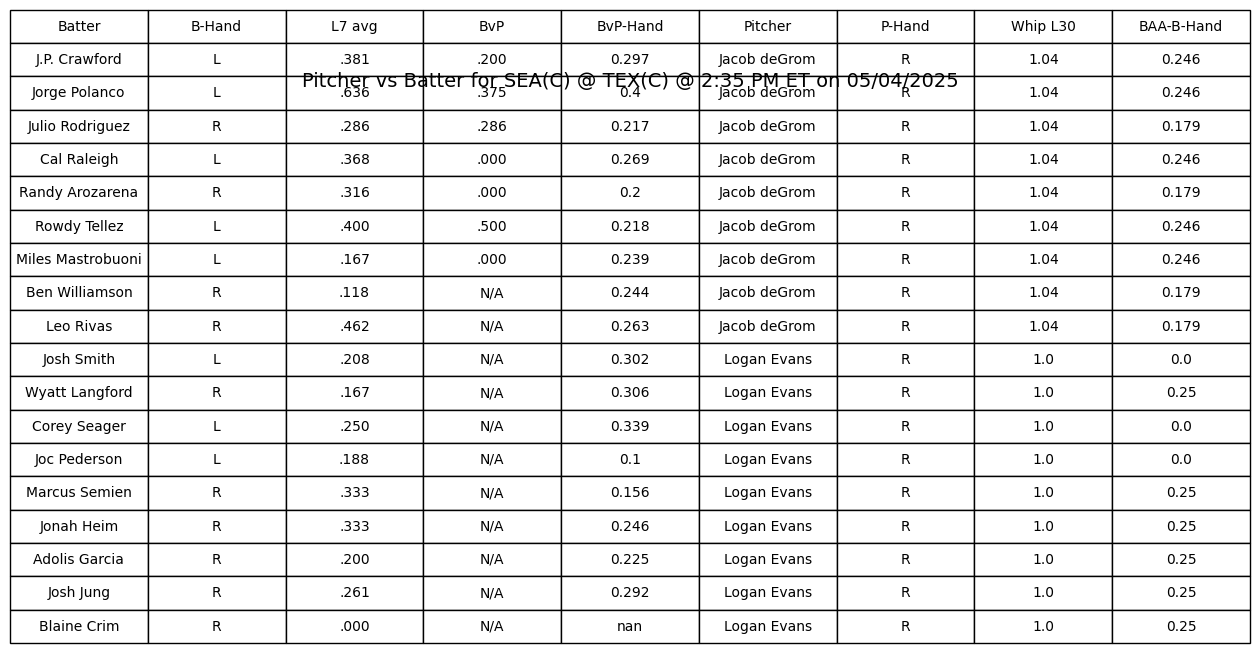 Batter B-Hand L7 avg BvP BvP-Hand Pitcher P-Hand Whip L30 BAA-B-Hand
J.P. Crawford L .381 .200 0.297 Jacob deGrom R 1.04 0.246
Pitcher vs Batter for SEA(C) @ TEX(C) @ 2:35 PM ET on 05/04/2025
Jorge Polanco L .636 .375 0.4 Jacob deGrom R 1.04 0.246
Julio Rodriguez R .286 .286 0.217 Jacob deGrom R 1.04 0.179
Cal Raleigh L .368 .000 0.269 Jacob deGrom R 1.04 0.246
Randy Arozarena R .316 .000 0.2 Jacob deGrom R 1.04 0.179
Rowdy Tellez L .400 .500 0.218 Jacob deGrom R 1.04 0.246
Miles Mastrobuoni L .167 .000 0.239 Jacob deGrom R 1.04 0.246
Ben Williamson R .118 N/A 0.244 Jacob deGrom R 1.04 0.179
Leo Rivas R .462 N/A 0.263 Jacob deGrom R 1.04 0.179
Josh Smith L .208 N/A 0.302 Logan Evans R 1.0 0.0
Wyatt Langford R .167 N/A 0.306 Logan Evans R 1.0 0.25
Corey Seager L .250 N/A 0.339 Logan Evans R 1.0 0.0
Joc Pederson L .188 N/A 0.1 Logan Evans R 1.0 0.0
Marcus Semien R .333 N/A 0.156 Logan Evans R 1.0 0.25
Jonah Heim R .333 N/A 0.246 Logan Evans R 1.0 0.25
Adolis Garcia R .200 N/A 0.225 Logan Evans R 1.0 0.25
Josh Jung R .261 N/A 0.292 Logan Evans R 1.0 0.25
Blaine Crim R .000 N/A nan Logan Evans R 1.0 0.25